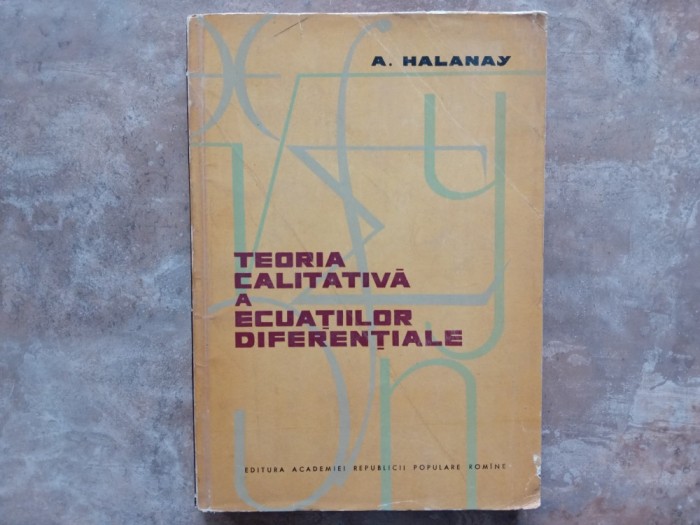 A. HALANAY
TEORIA
CALITATIVĂ
A
ECUAȚIILOR
DIFERENȚIALE
EDITURA ACADEMIEI REPUBLICII POPULARE ROMÎNE